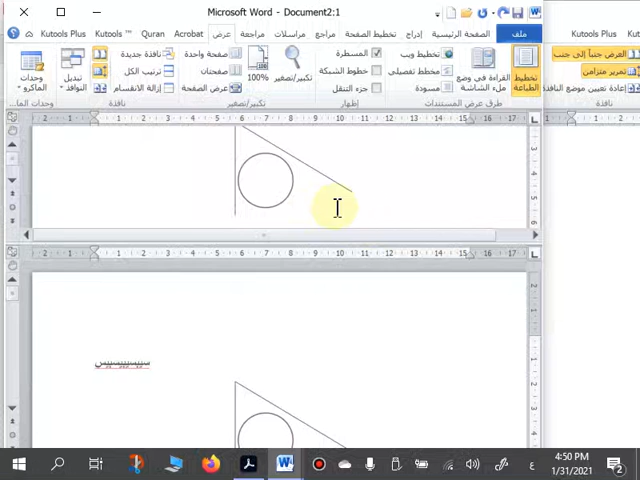 Microsoft Word - Document2:1
ملف
الصفحة الرئيسية
إدراج
تخطيط الصفحة
مراجع
مراسلات
مراجعة
عرض
Acrobat
Quran
Kutools ™
Kutools Plus
Kutools Plus
تخطيط الطباعة
القراءة في وضع ملء الشاشة
تخطيط ويب
مخطط تفصيلي
مسودة
طرق عرض المستندات
المسطرة
خطوط الشبكة
جزء التنقل
إظهار
تكبير/تصغير
100%
صفحة واحدة
صفحتان
عرض الصفحة
تكبير/تصغير
نافذة جديدة
ترتيب الكل
إزالة الانقسام
تبديل النوافذ
نافذة
وحدات الماكرو
وحدات الما...
العرض جنباً إلى جنب
تمرير متزامن
إعادة تعيين موضع النافذة
نافذة
4:50 PM
1/31/2021
ع
2